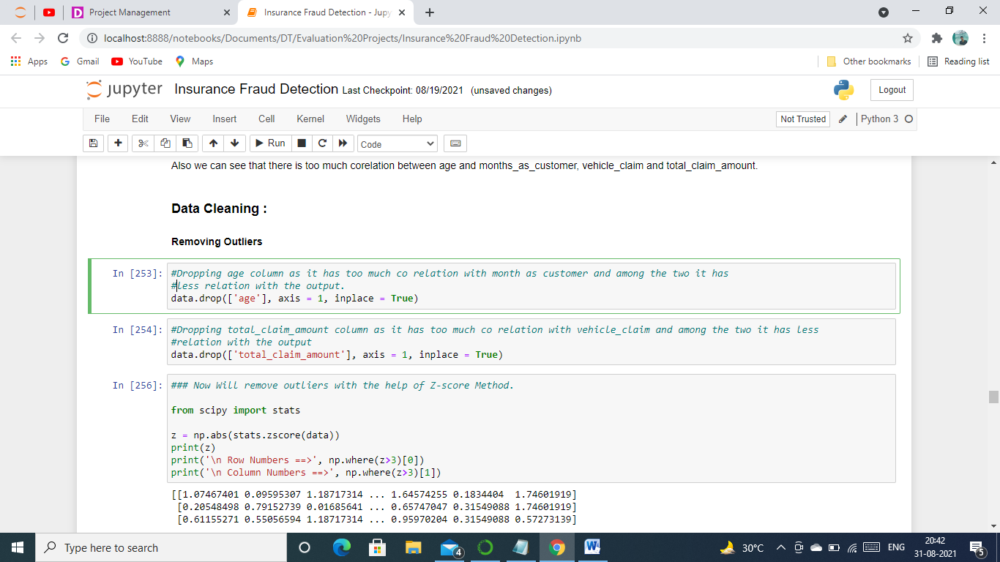 Project Management
Insurance Fraud Detection - Jupy
localhost:8888/notebooks/Documents/DT/Evaluation%20Projects/Insurance%20Fraud%20Detection.ipynb
Apps Gmail YouTube Maps Other bookmarks Reading list
jupyter Insurance Fraud Detection Last Checkpoint: 08/19/2021 (unsaved changes) Logout
File Edit View Insert Cell Kernel Widgets Help Not Trusted Python 3
Run Code
Also we can see that there is too much corelation between age and months_as_customer, vehicle_claim and total_claim_amount.
Data Cleaning :
Removing Outliers
In [253]: #Dropping age column as it has too much co relation with month as customer and among the two it has
#less relation with the output.
data.drop(['age'], axis = 1, inplace = True)
In [254]: #Dropping total_claim_amount column as it has too much co relation with vehicle_claim and among the two it has less
#relation with the output
data.drop(['total_claim_amount'], axis = 1, inplace = True)
In [256]: ### Now Will remove outliers with the help of Z-score Method.
from scipy import stats
z = np.abs(stats.zscore(data))
print(z)
print('\n Row Numbers ==>', np.where(z>3)[0])
print('\n Column Numbers ==>', np.where(z>3)[1])
[[1.07467401 0.09595307 1.18717314 ... 1.64574255 0.1834404  1.74601919]
[0.20548498 0.79152739 0.01685641 ... 0.65747047 0.31549088 1.74601919]
[0.61155271 0.55056594 1.18717314 ... 0.95970204 0.31549088 0.57273139]
Type here to search 4 30°C ENG 20:42
31-08-2021 5